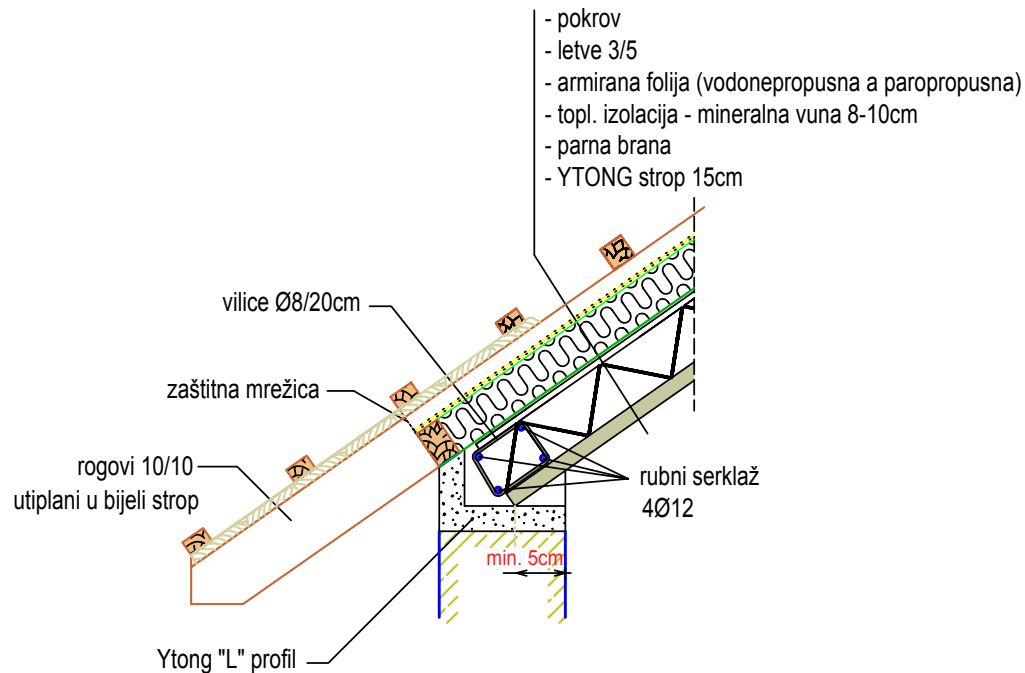 - pokrov
- letve 3/5
- armirana folija (vodonepropusna a paropropusna)
- topl. izolacija - mineralna vuna 8-10cm
- parna brana
- YTONG strop 15cm
vilice Ø8/20cm
zaštitna mrežica
rogovi 10/10
utiplani u bijeli strop
rubni serklaž
4Ø12
min. 5cm
Ytong "L" profil